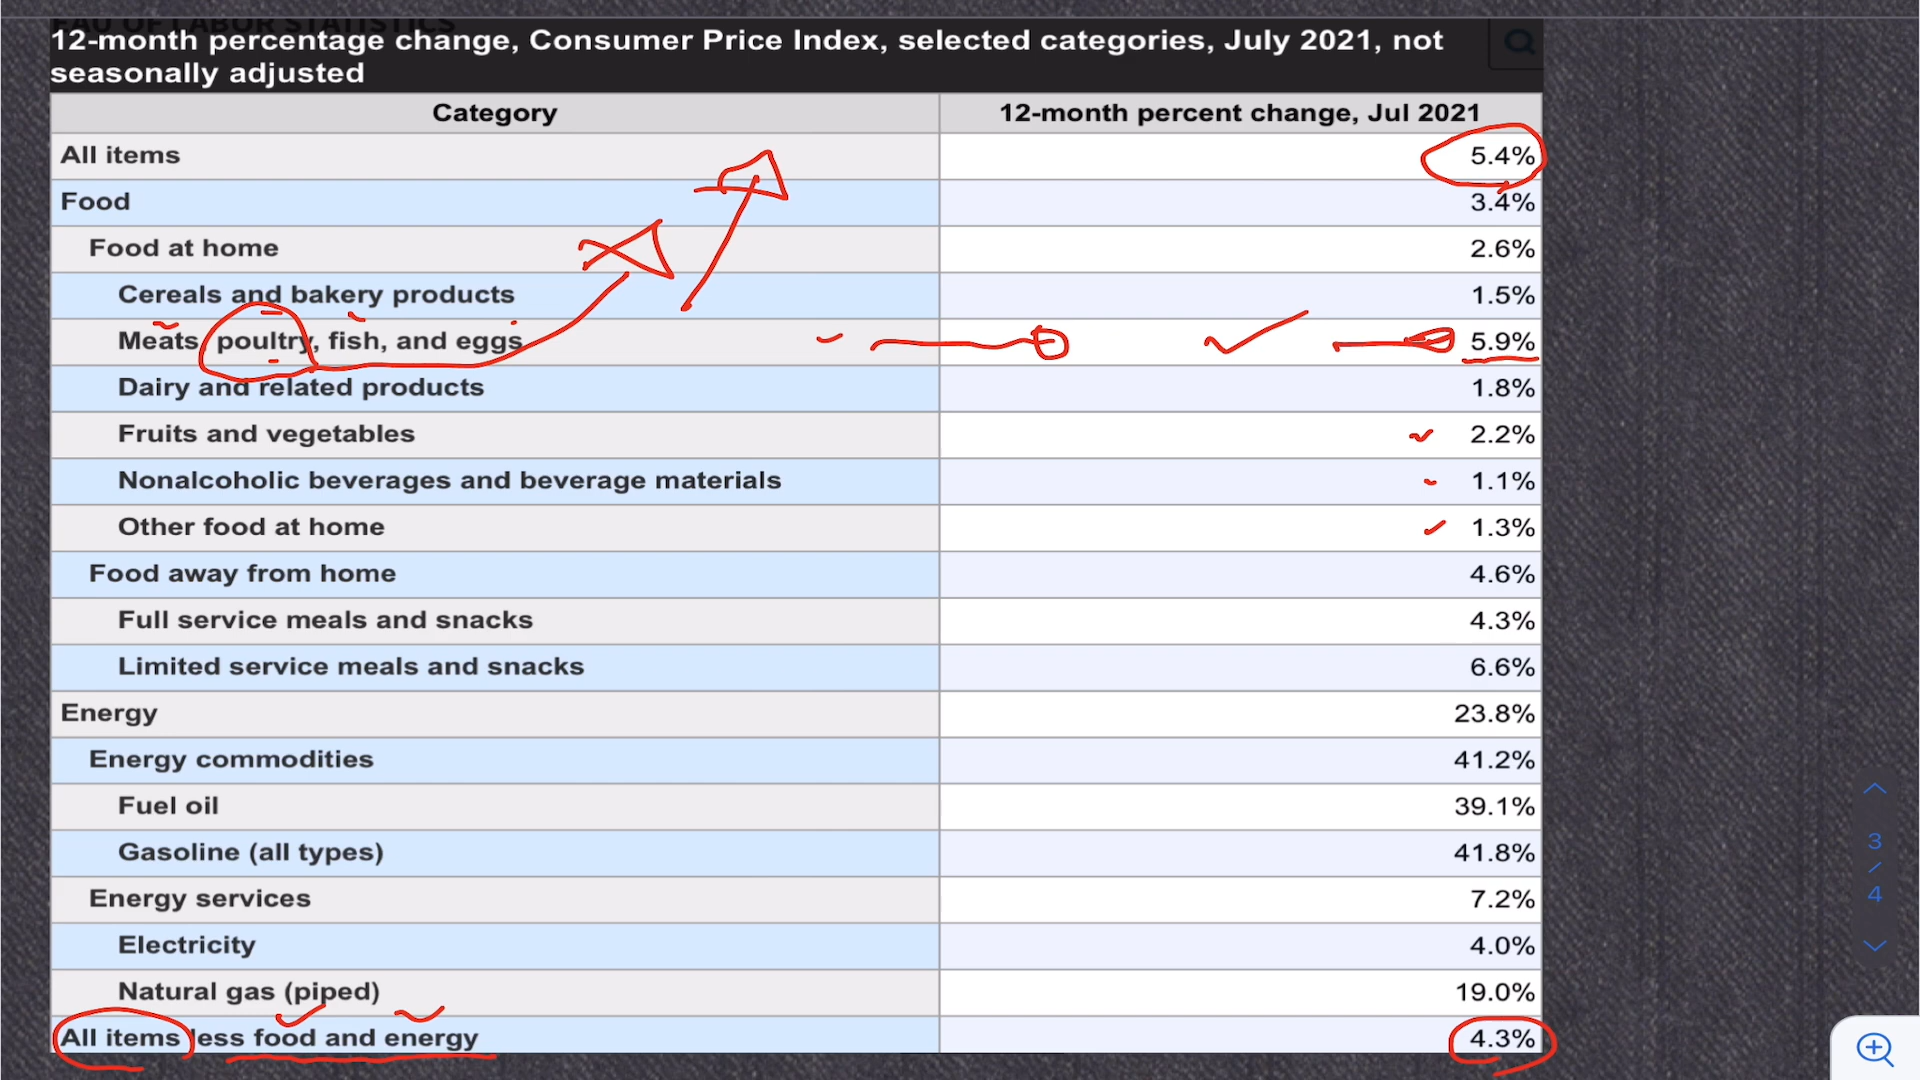 EAU OF LABOR STATISTICS
12-month percentage change, Consumer Price Index, selected categories, July 2021, not
seasonally adjusted
Category 12-month percent change, Jul 2021
All items 5.4%
Food 3.4%
Food at home 2.6%
Cereals and bakery products 1.5%
Meats, poultry, fish, and eggs 5.9%
Dairy and related products 1.8%
Fruits and vegetables 2.2%
Nonalcoholic beverages and beverage materials 1.1%
Other food at home 1.3%
Food away from home 4.6%
Full service meals and snacks 4.3%
Limited service meals and snacks 6.6%
Energy 23.8%
Energy commodities 41.2%
Fuel oil 39.1%
Gasoline (all types) 41.8%
Energy services 7.2%
Electricity 4.0%
Natural gas (piped) 19.0%
All items less food and energy 4.3%
3
/
4